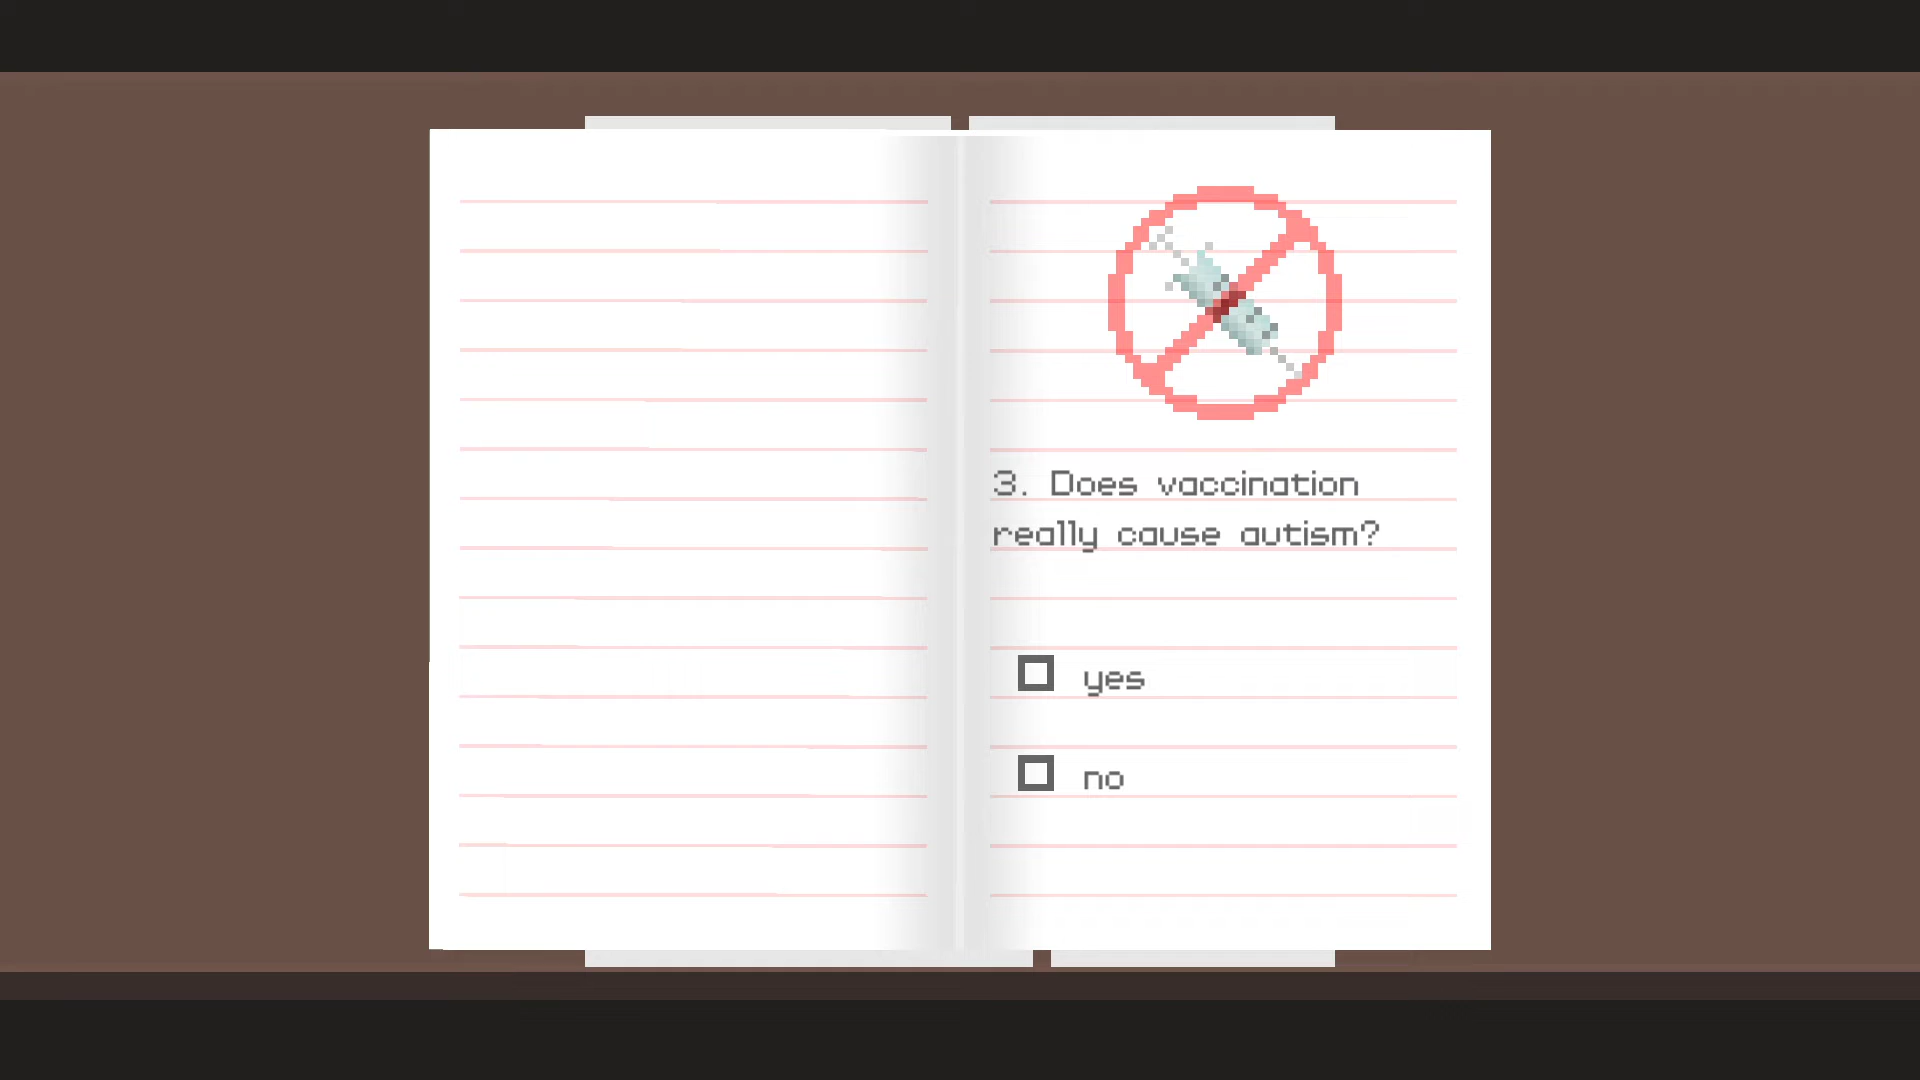 3. Does vaccination
really cause autism?
yes
no